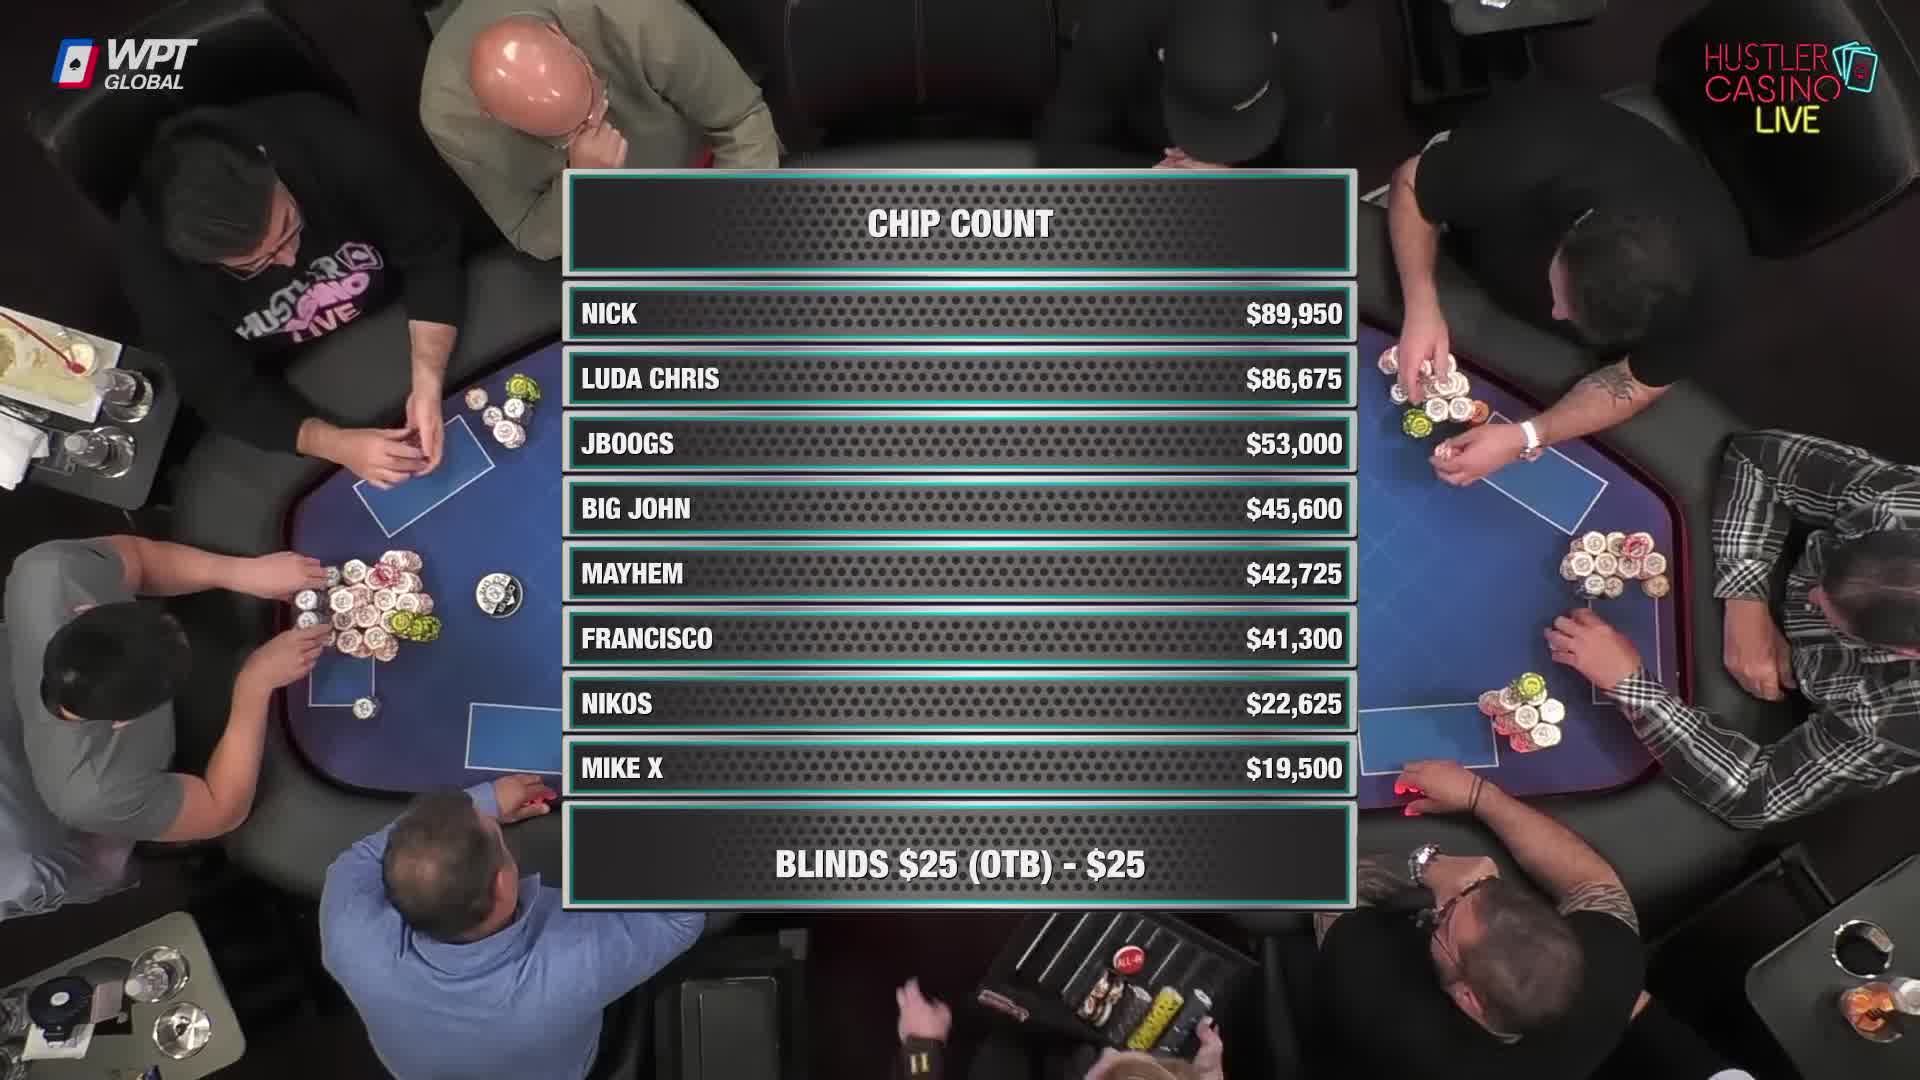 WPT
GLOBAL
HUSTLER
CASINO
LIVE
CHIP COUNT
NICK $89,950
LUDA CHRIS $86,675
JBOOGS $53,000
BIG JOHN $45,600
MAYHEM $42,725
FRANCISCO $41,300
NIKOS $22,625
MIKE X $19,500
BLINDS $25 (OTB) - $25
HUSTLER
CASINO
LIVE
ALL-IN